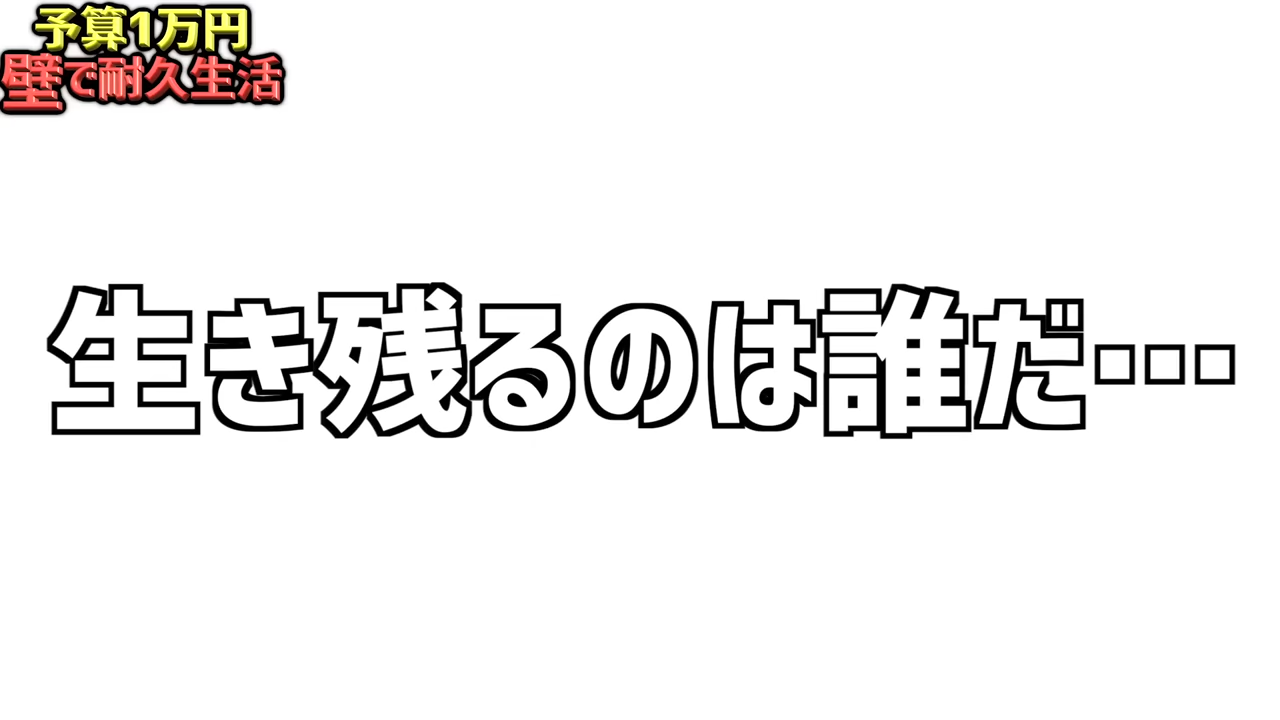 予算1万円
壁で耐久生活
生き残るのは誰だ…